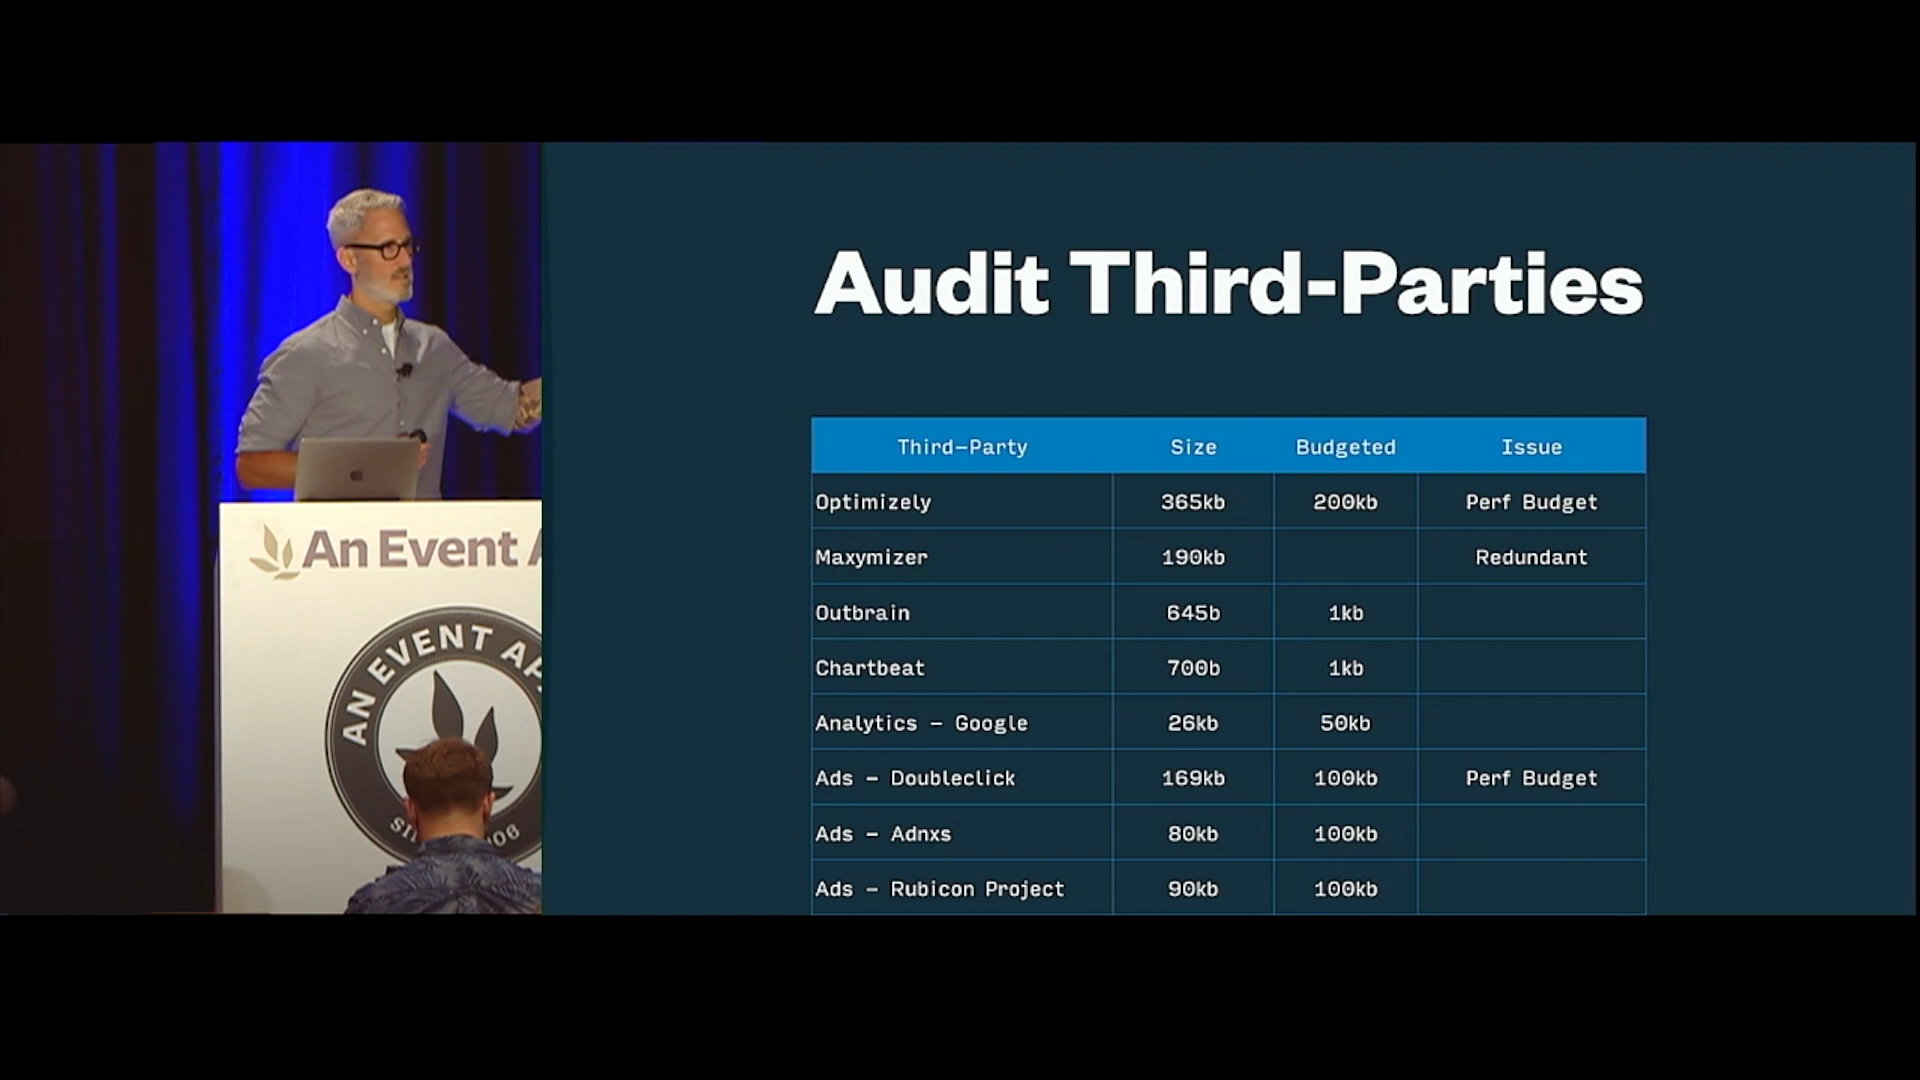 Audit Third-Parties
Third-Party Size Budgeted Issue
Optimizely 365kb 200kb Perf Budget
Maxymizer 190kb Redundant
Outbrain 645b 1kb
Chartbeat 700b 1kb
Analytics - Google 26kb 50kb
Ads - Doubleclick 169kb 100kb Perf Budget
Ads - Adnxs 80kb 100kb
Ads - Rubicon Project 90kb 100kb
An Event A
AN EVENT AP